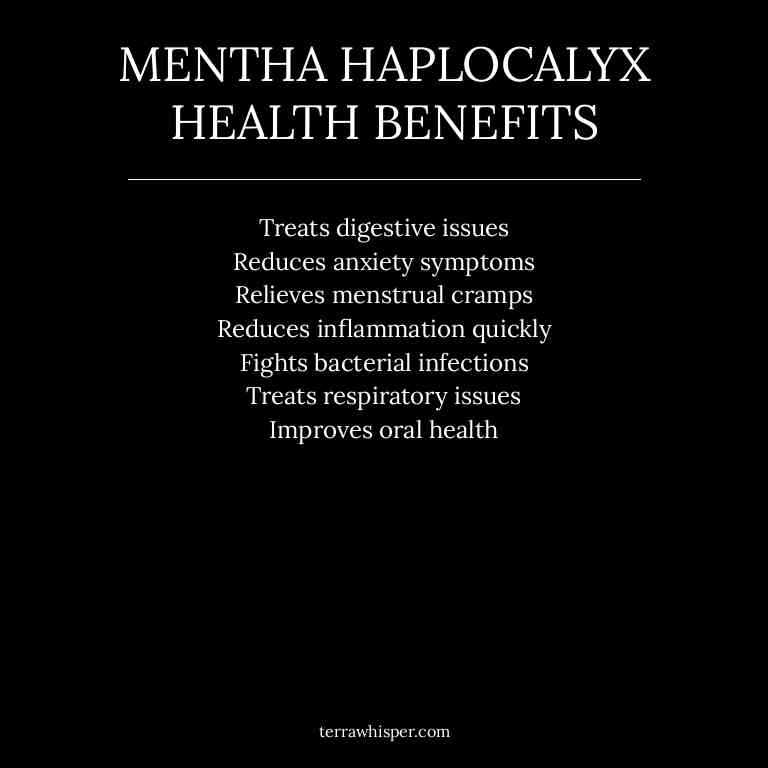 MENTHA HAPLOCALYX
HEALTH BENEFITS
Treats digestive issues
Reduces anxiety symptoms
Relieves menstrual cramps
Reduces inflammation quickly
Fights bacterial infections
Treats respiratory issues
Improves oral health
terrawhisper.com